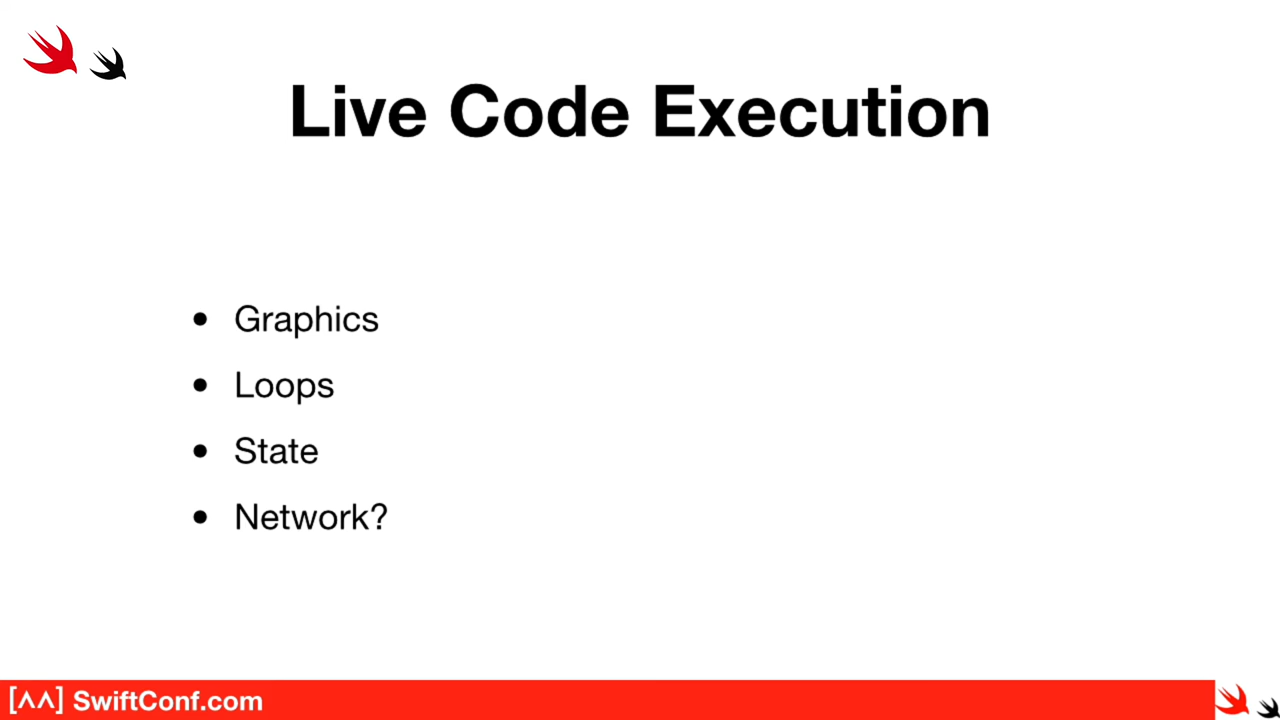 Live Code Execution
• Graphics
• Loops
• State
• Network?
[^^] SwiftConf.com